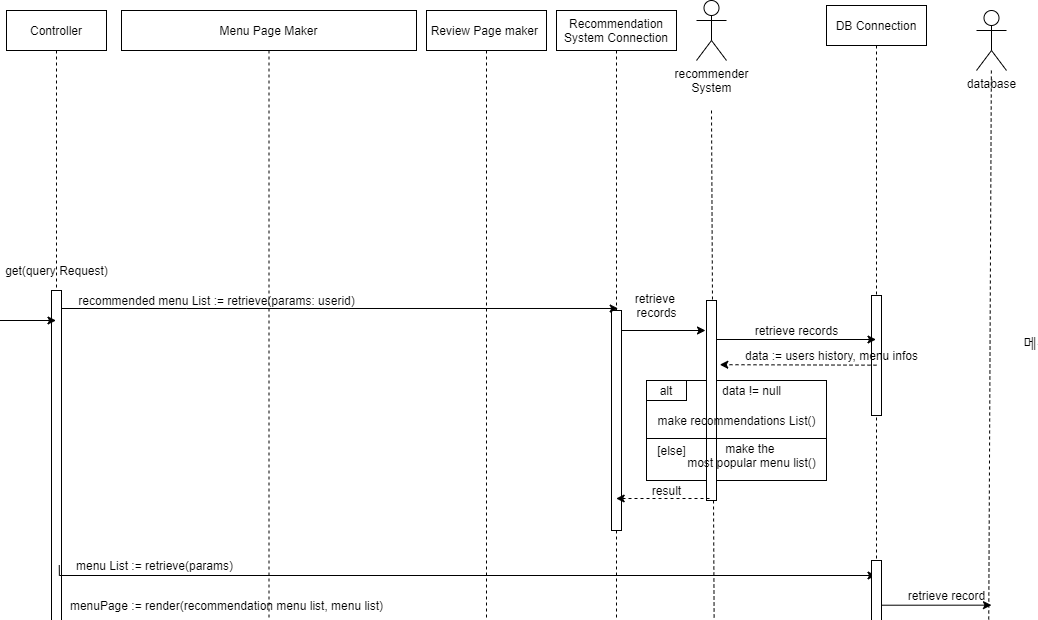 Controller
Menu Page Maker
Review Page maker
Recommendation
System Connection
recommender
System
DB Connection
database
get(query Request)
recommended menu List := retrieve(params: userid)
retrieve
records
retrieve records
data := users history, menu infos
alt
data != null
make recommendations List()
[else]
make the
most popular menu list()
result
menu List := retrieve(params)
retrieve record
menuPage := render(recommendation menu list, menu list)